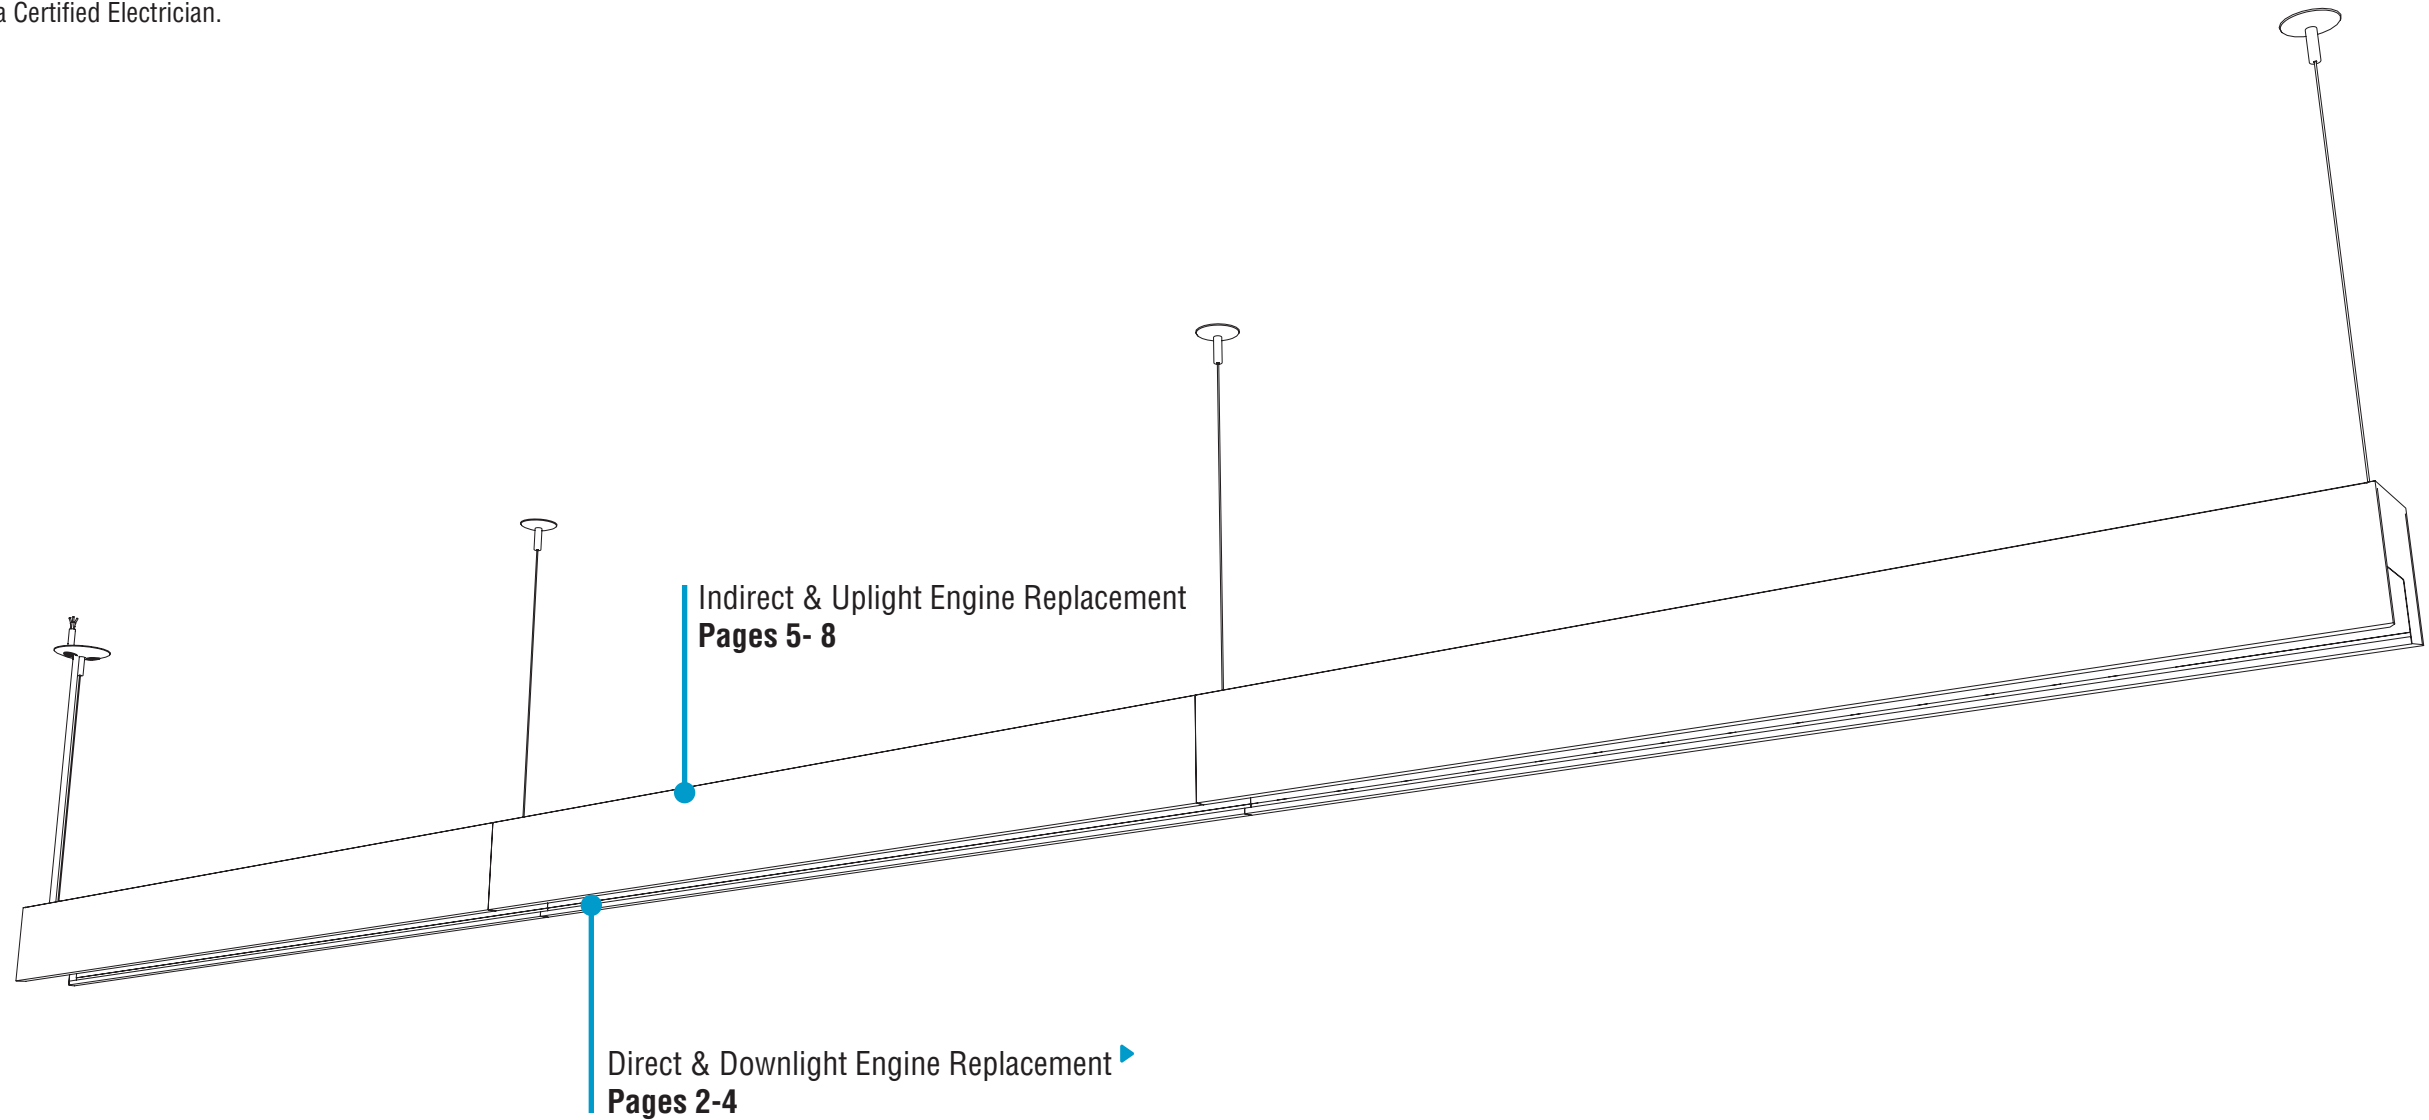 a Certified Electrician.
Indirect & Uplight Engine Replacement
Pages 5- 8
Direct & Downlight Engine Replacement
Pages 2-4